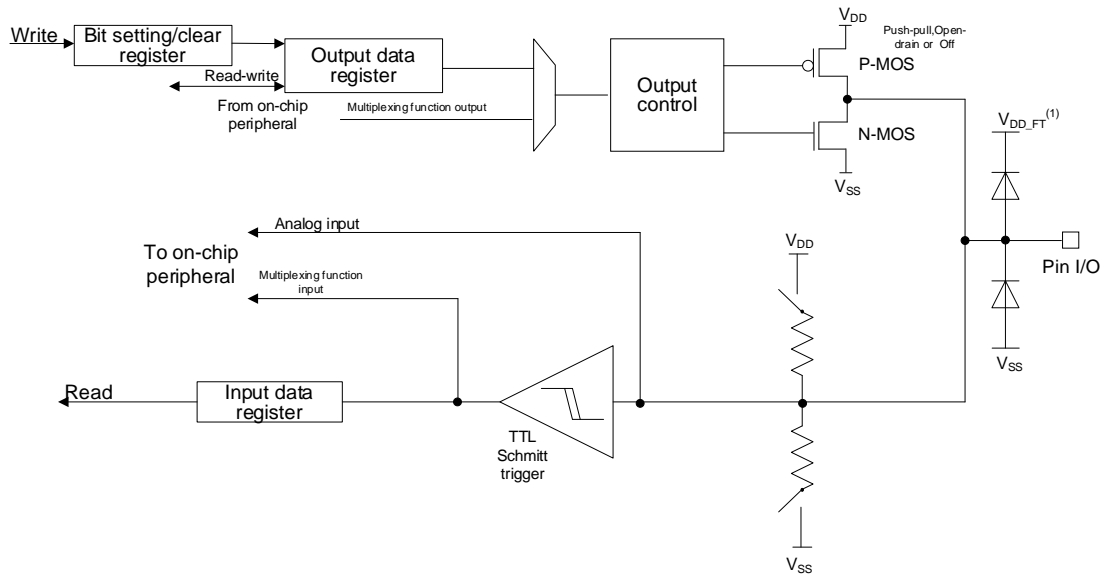 Write
Bit setting/clear
register
Output data
register
Read-write
From on-chip
peripheral
Multiplexing function output
Output
control
VDD
Push-pull,Open-
drain or Off
P-MOS
N-MOS
VSS
VDD_FT(1)
Pin I/O
VSS
Analog input
To on-chip
peripheral
Multiplexing function
input
VDD
Read
Input data
register
TTL
Schmitt
trigger
VSS